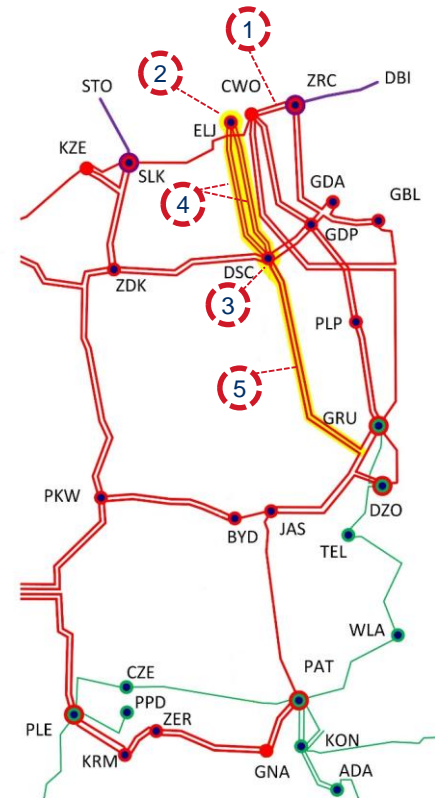 1
2
CWO
ZRC
DBI
STO
ELJ
KZE
SLK
4
GDA
GBL
GDP
DSC
ZDK
3
PLP
5
GRU
PKW
DZO
BYD
JAS
TEL
WLA
CZE
PAT
PPD
PLE
ZER
KON
KRM
GNA
ADA